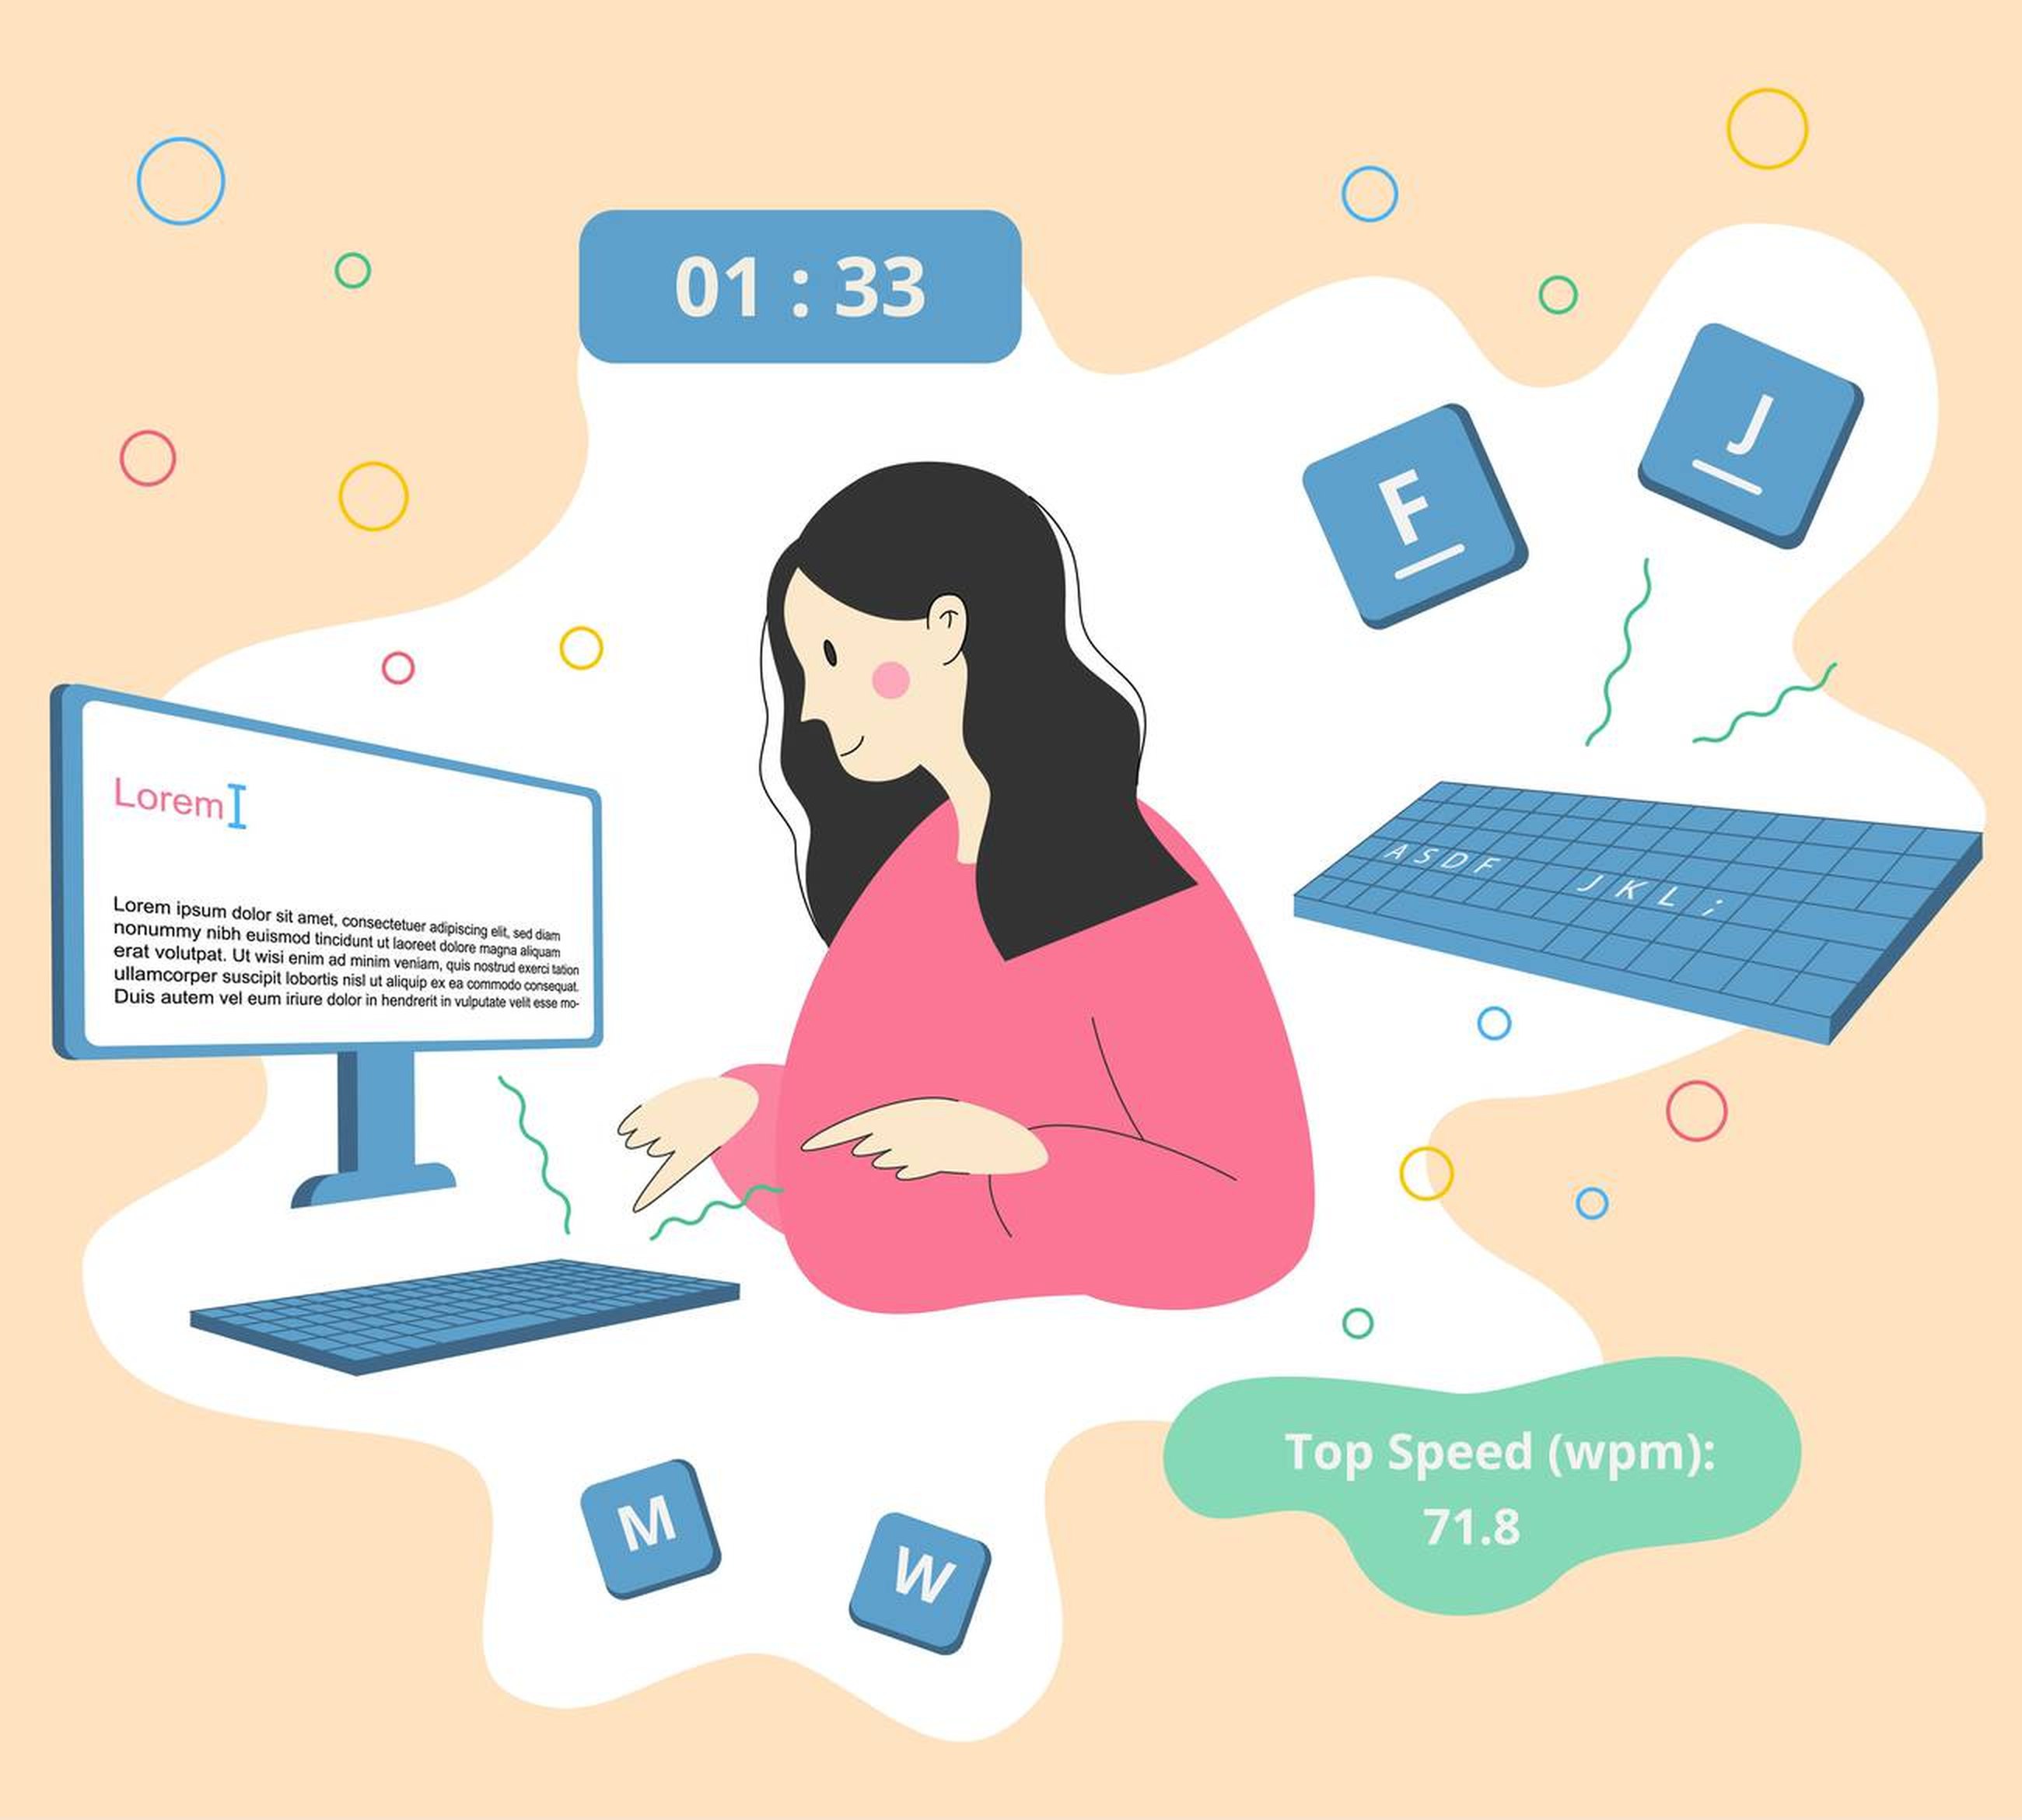 01 : 33
F
J
Lorem
Lorem ipsum dolor sit amet, consectetuer adipiscing elit, sed diam
nonummy nibh euismod tincidunt ut laoreet dolore magna aliquam
erat volutpat. Ut wisi enim ad minim veniam, quis nostrud exerci tation
ullamcorper suscipit lobortis nisl ut aliquip ex ea commodo consequat.
Duis autem vel eum iriure dolor in hendrerit in vulputate velit esse mo-
A S D F J K L ;
Top Speed (wpm):
71.8
M
W